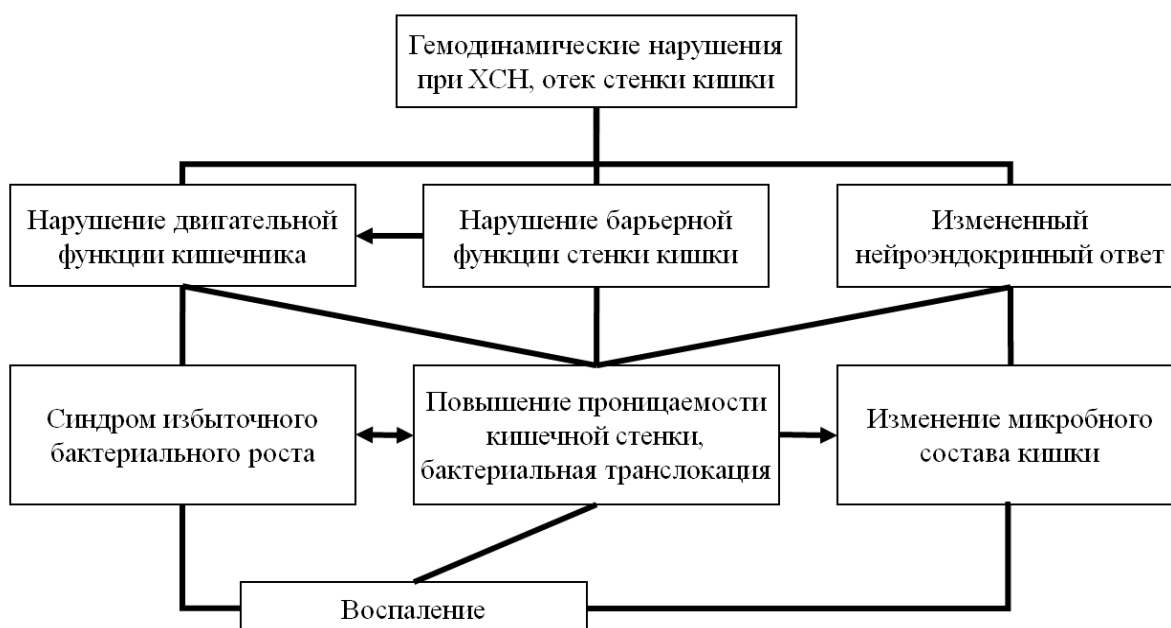 Гемодинамические нарушения
при ХСН, отек стенки кишки
Нарушение двигательной
функции кишечника
Нарушение барьерной
функции стенки кишки
Измененный
нейроэндокринный ответ
Синдром избыточного
бактериального роста
Повышение проницаемости
кишечной стенки,
бактериальная транслокация
Изменение микробного
состава кишки
Воспаление